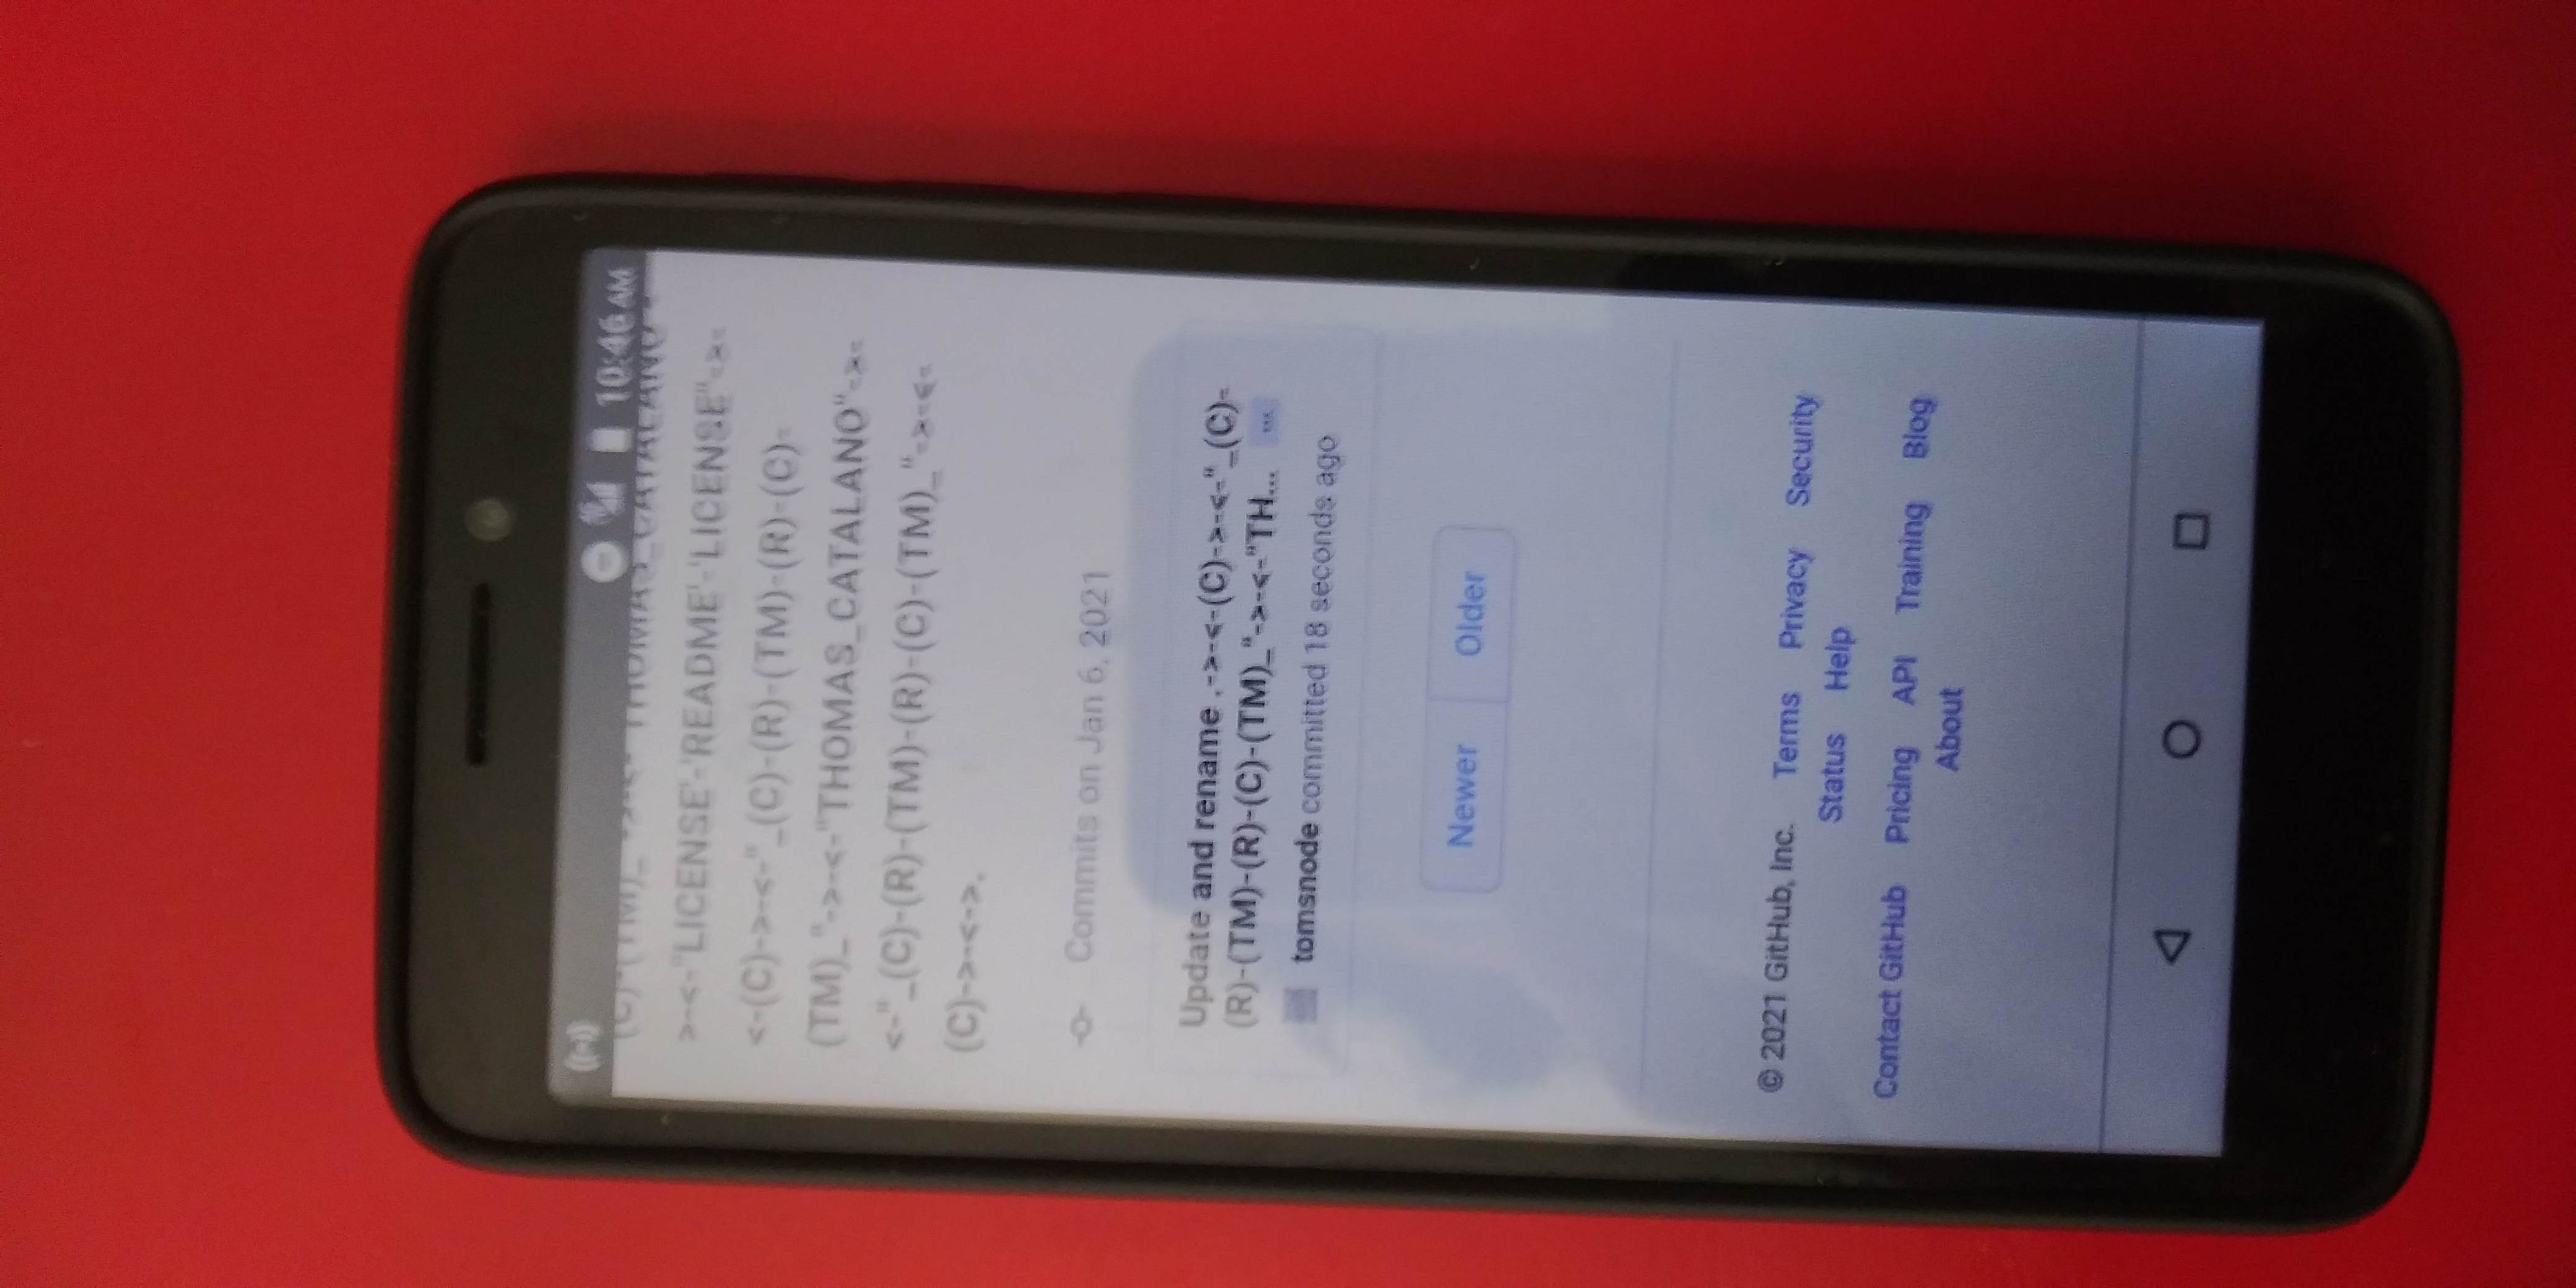 10:46 AM
>-<-"LICENSE'-'README'-'LICENSE"->-
<-(C)->-<-"_(C)-(R)-(TM)-(R)-(C)-
(TM)_"->-<-"THOMAS_CATALANO"->-
<-"_(C)-(R)-(TM)-(R)-(C)-(TM)_"->-<-
(C)->-<->.
Commits on Jan 6, 2021
Update and rename .->-<-(C)->-<-"_(C)-
(R)-(TM)-(R)-(C)-(TM)_"->-<-"TH... ...
tomsnode committed 18 seconds ago
Newer Older
© 2021 GitHub, Inc. Terms Privacy Security
Status Help
Contact GitHub Pricing API Training Blog
About